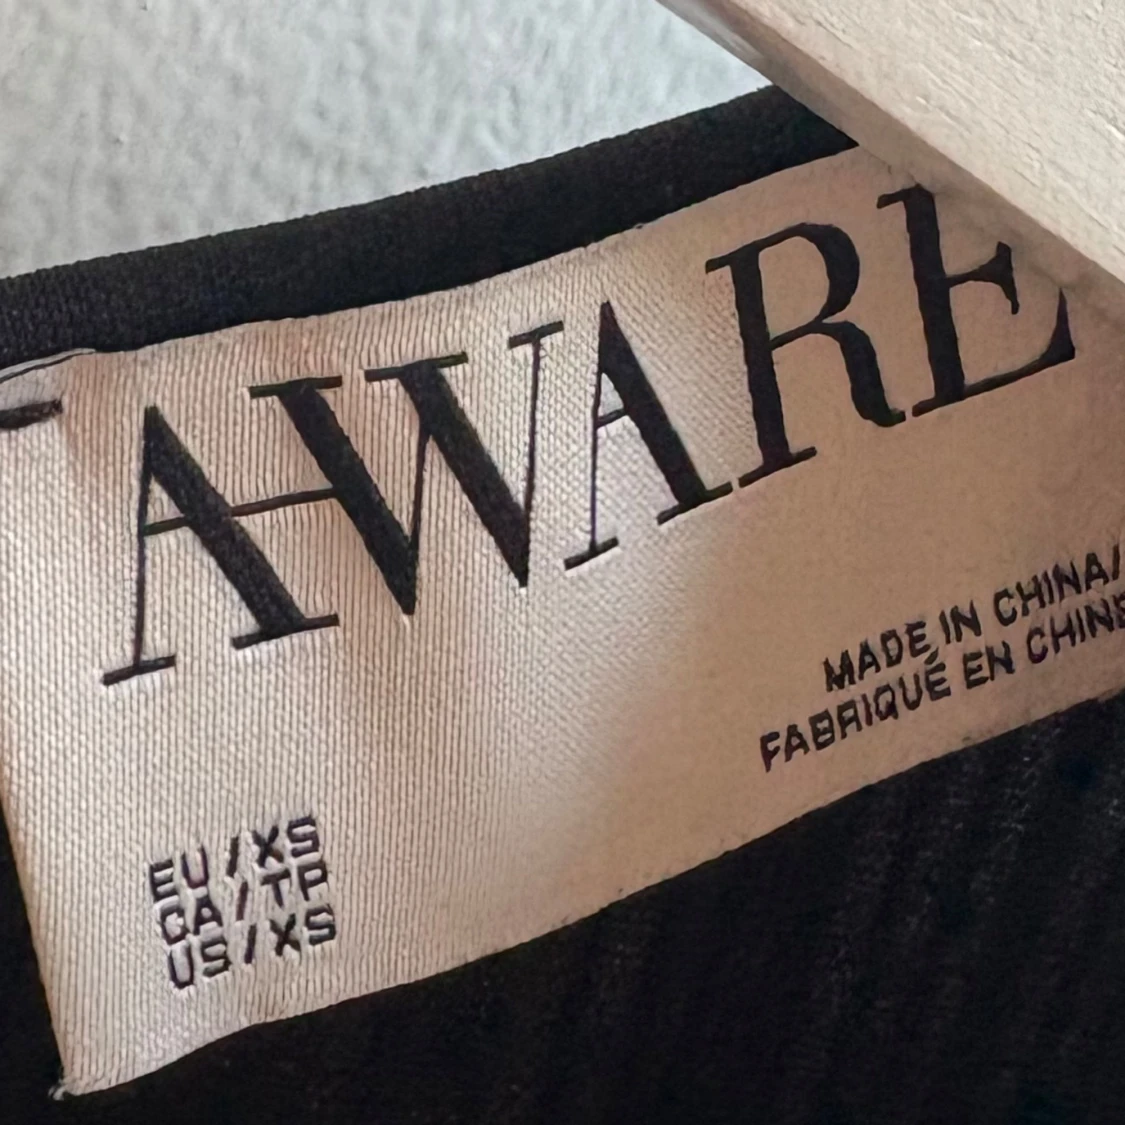 AWARE
MADE IN CHINA/
FABRIQUÉ EN CHINE
EU/XS
CA/TP
US/XS